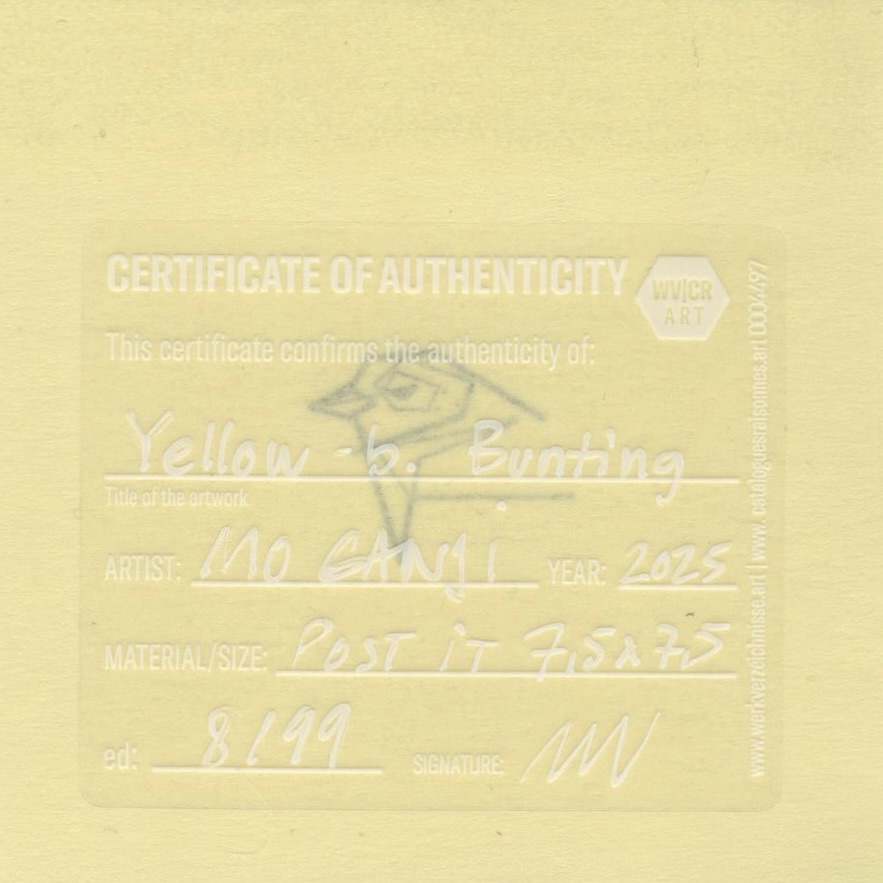 CERTIFICATE OF AUTHENTICITY
WV|CR
ART
This certificate confirms the authenticity of:
Yellow-b. Bunting
Title of the artwork
ARTIST: MO GANJI YEAR: 2025
MATERIAL/SIZE: POST iT 7,5x7,5
ed: 8/99 SIGNATURE:
www.werkverzeichnisse.art | www.cataloguesraisonnes.art 0004497